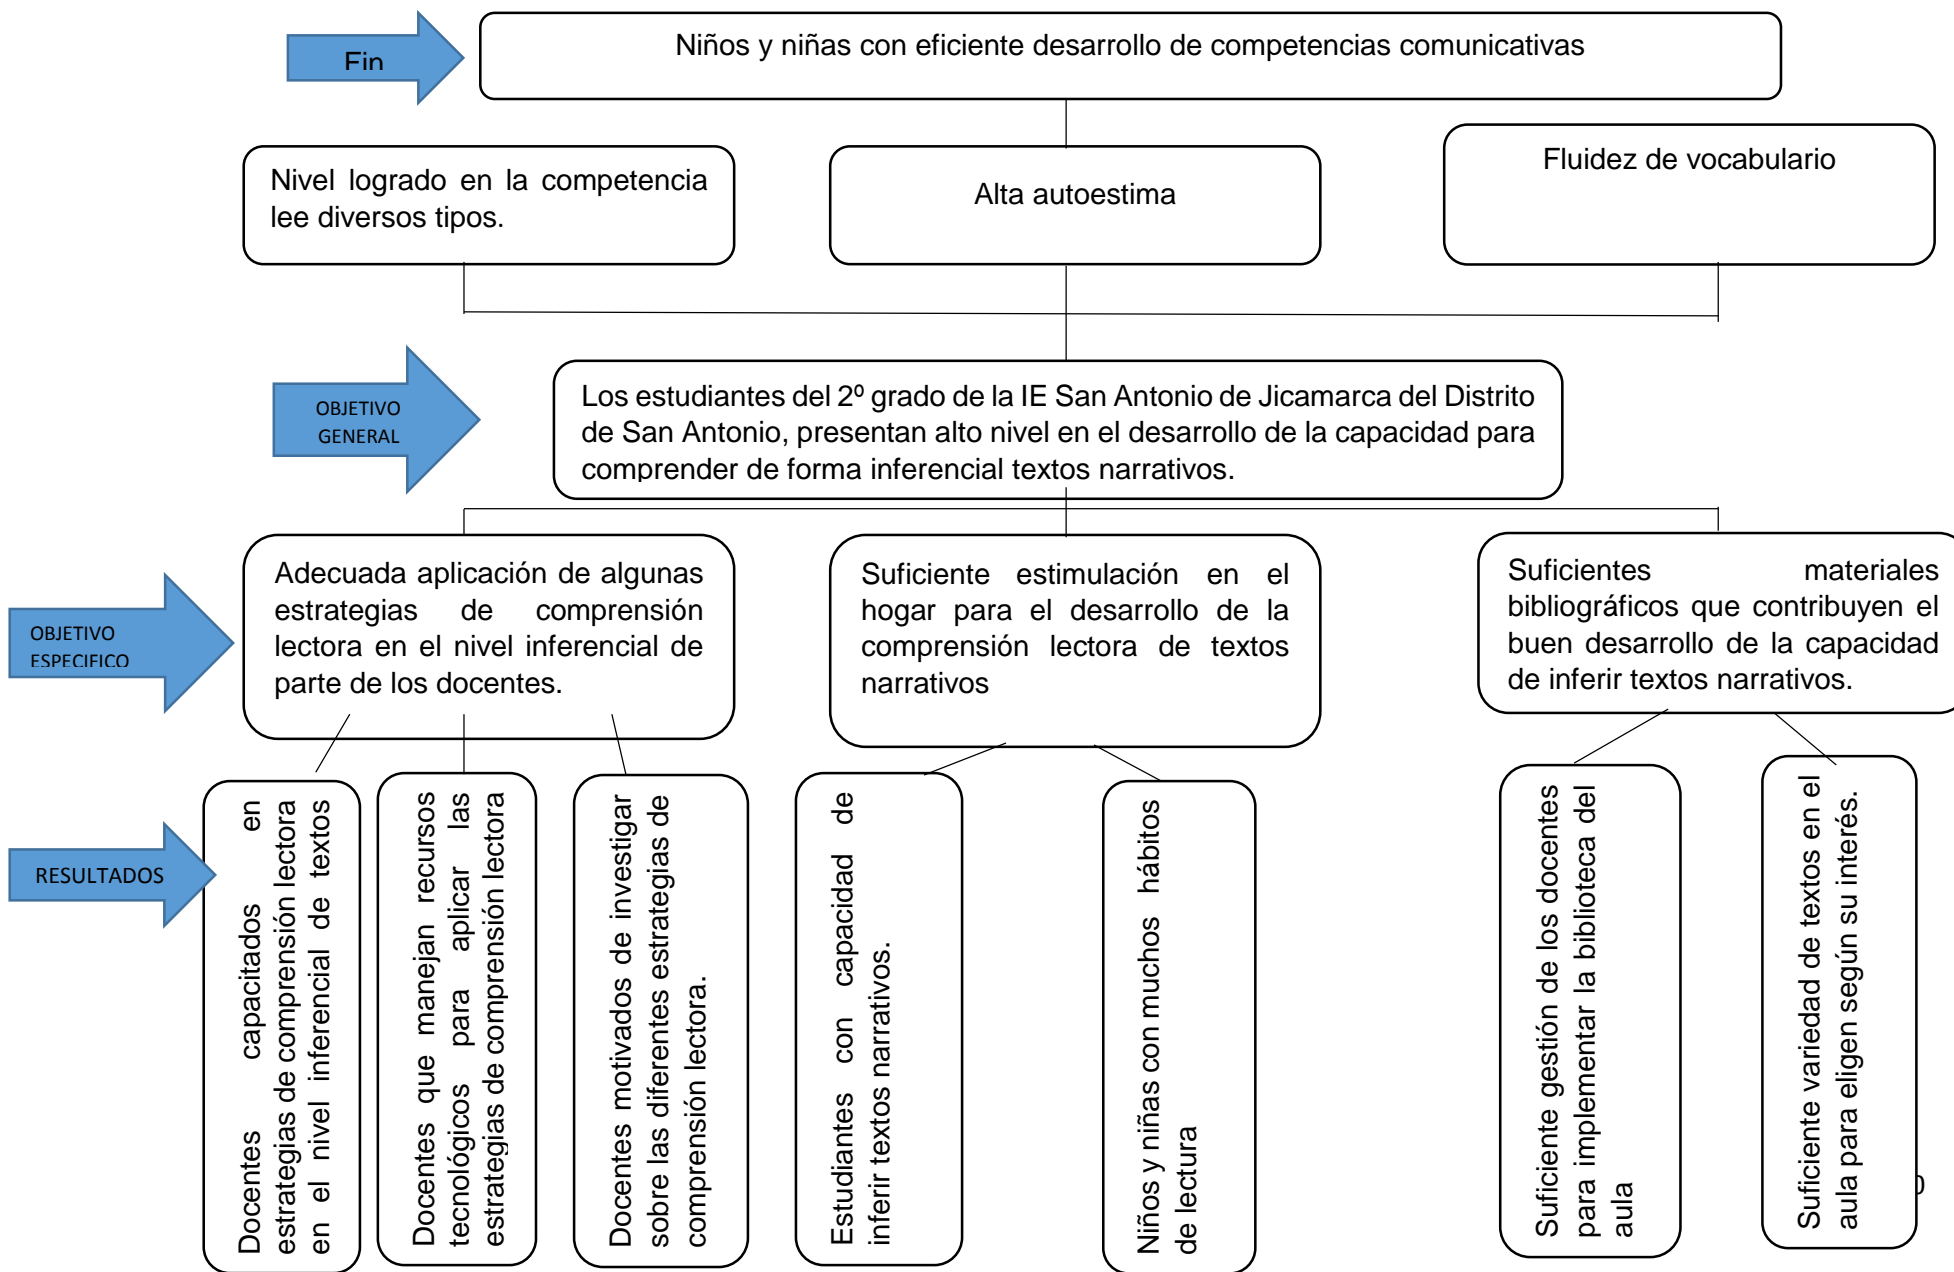 Fin
Niños y niñas con eficiente desarrollo de competencias comunicativas
Nivel logrado en la competencia
lee diversos tipos.
Alta autoestima
Fluidez de vocabulario
OBJETIVO
GENERAL
Los estudiantes del 2º grado de la IE San Antonio de Jicamarca del Distrito
de San Antonio, presentan alto nivel en el desarrollo de la capacidad para
comprender de forma inferencial textos narrativos.
OBJETIVO
ESPECIFICO
Adecuada aplicación de algunas
estrategias de comprensión
lectora en el nivel inferencial de
parte de los docentes.
Suficiente estimulación en el
hogar para el desarrollo de la
comprensión lectora de textos
narrativos
Suficientes materiales
bibliográficos que contribuyen el
buen desarrollo de la capacidad
de inferir textos narrativos.
RESULTADOS
Docentes capacitados en
estrategias de comprensión lectora
en el nivel inferencial de textos
Docentes que manejan recursos
tecnológicos para aplicar las
estrategias de comprensión lectora
Docentes motivados de investigar
sobre las diferentes estrategias de
comprensión lectora.
Estudiantes con capacidad de
inferir textos narrativos.
Niños y niñas con muchos hábitos
de lectura
Suficiente gestión de los docentes
para implementar la biblioteca del
aula
Suficiente variedad de textos en el
aula para eligen según su interés.